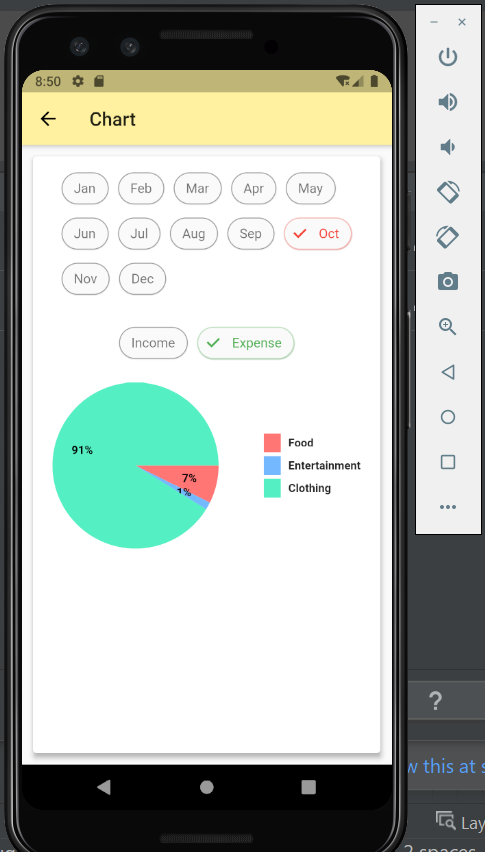 8:50
Chart
Jan Feb Mar Apr May
Jun Jul Aug Sep Oct
Nov Dec
Income Expense
91%
7%
1%
Food
Entertainment
Clothing
?
w this at s
Lay
2 spaces